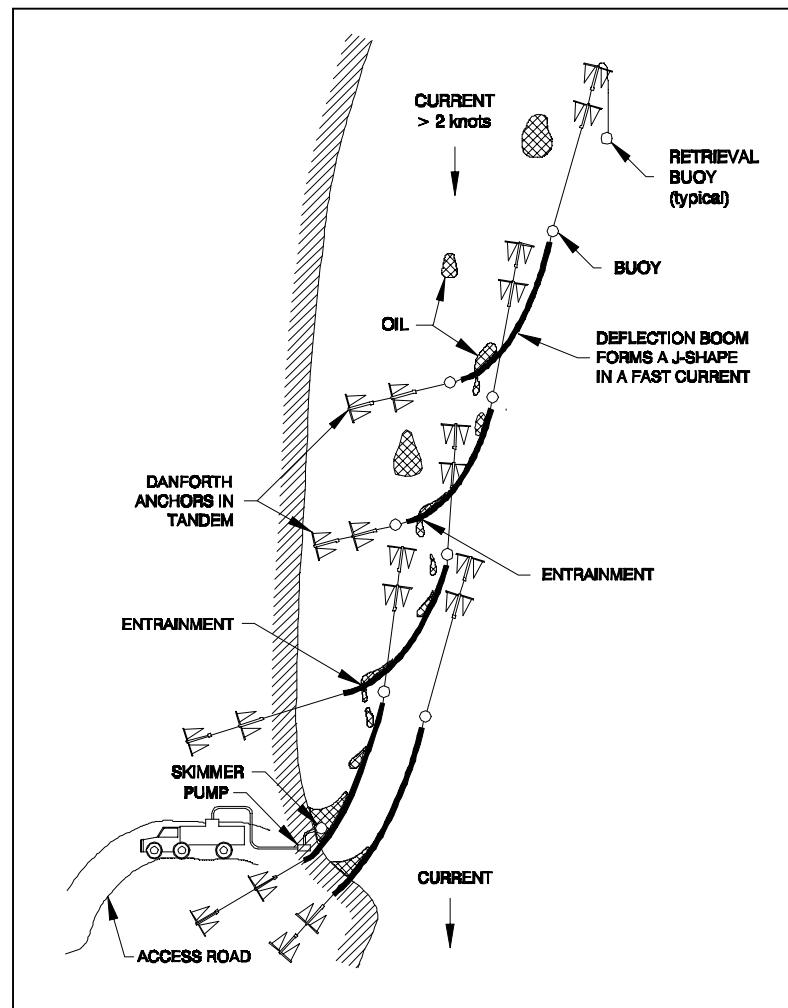 CURRENT
> 2 knots
RETRIEVAL
BUOY
(typical)
BUOY
OIL
DEFLECTION BOOM
FORMS A J-SHAPE
IN A FAST CURRENT
DANFORTH
ANCHORS IN
TANDEM
ENTRAINMENT
ENTRAINMENT
SKIMMER
PUMP
CURRENT
ACCESS ROAD